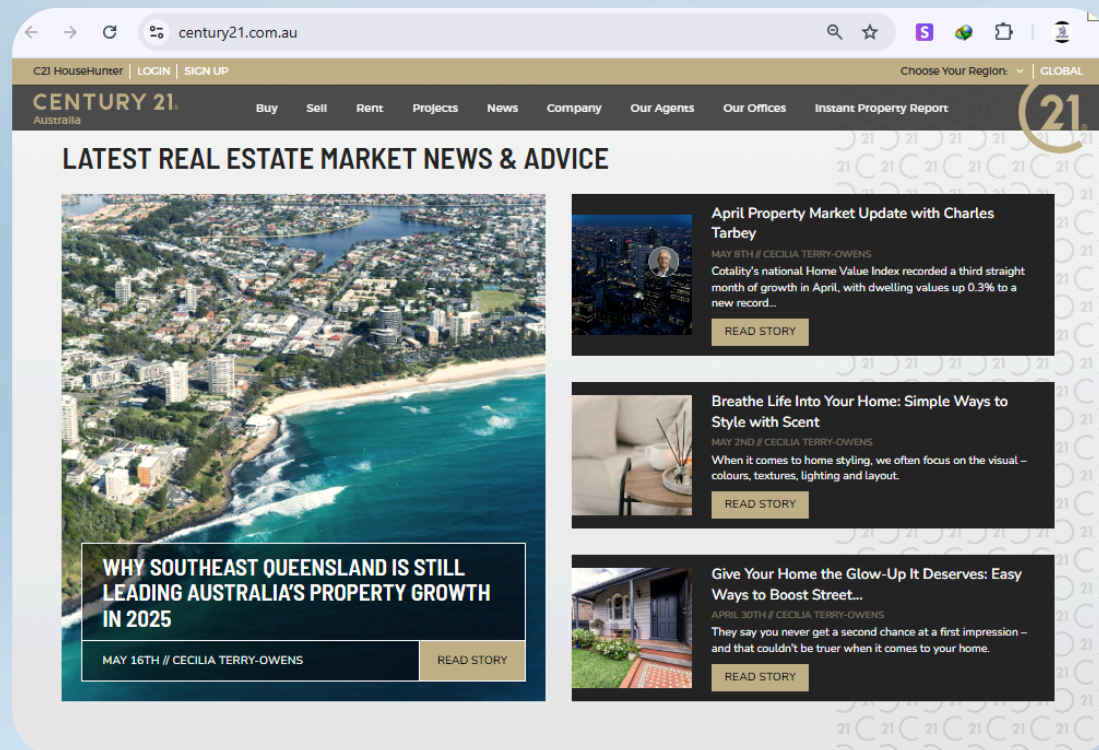 century21.com.au
S
C21 HouseHunter LOGIN SIGN UP
Choose Your Region: GLOBAL
CENTURY 21.
Australia
Buy Sell Rent Projects News Company Our Agents Our Offices Instant Property Report
21
LATEST REAL ESTATE MARKET NEWS & ADVICE
WHY SOUTHEAST QUEENSLAND IS STILL
LEADING AUSTRALIA'S PROPERTY GROWTH
IN 2025
MAY 16TH // CECILIA TERRY-OWENS
READ STORY
April Property Market Update with Charles
Tarbey
MAY 8TH // CECILIA TERRY-OWENS
Cotality's national Home Value Index recorded a third straight
month of growth in April, with dwelling values up 0.3% to a
new record...
READ STORY
Breathe Life Into Your Home: Simple Ways to
Style with Scent
MAY 2ND // CECILIA TERRY-OWENS
When it comes to home styling, we often focus on the visual –
colours, textures, lighting and layout.
READ STORY
Give Your Home the Glow-Up It Deserves: Easy
Ways to Boost Street...
APRIL 30TH // CECILIA TERRY-OWENS
They say you never get a second chance at a first impression –
and that couldn't be truer when it comes to your home.
READ STORY